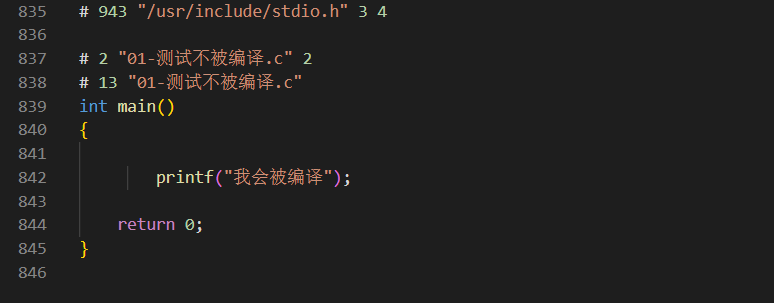 835 # 943 "/usr/include/stdio.h" 3 4
836
837 # 2 "01-测试不被编译.c" 2
838 # 13 "01-测试不被编译.c"
839 int main()
840 {
841
842 printf("我会被编译");
843
844 return 0;
845 }
846